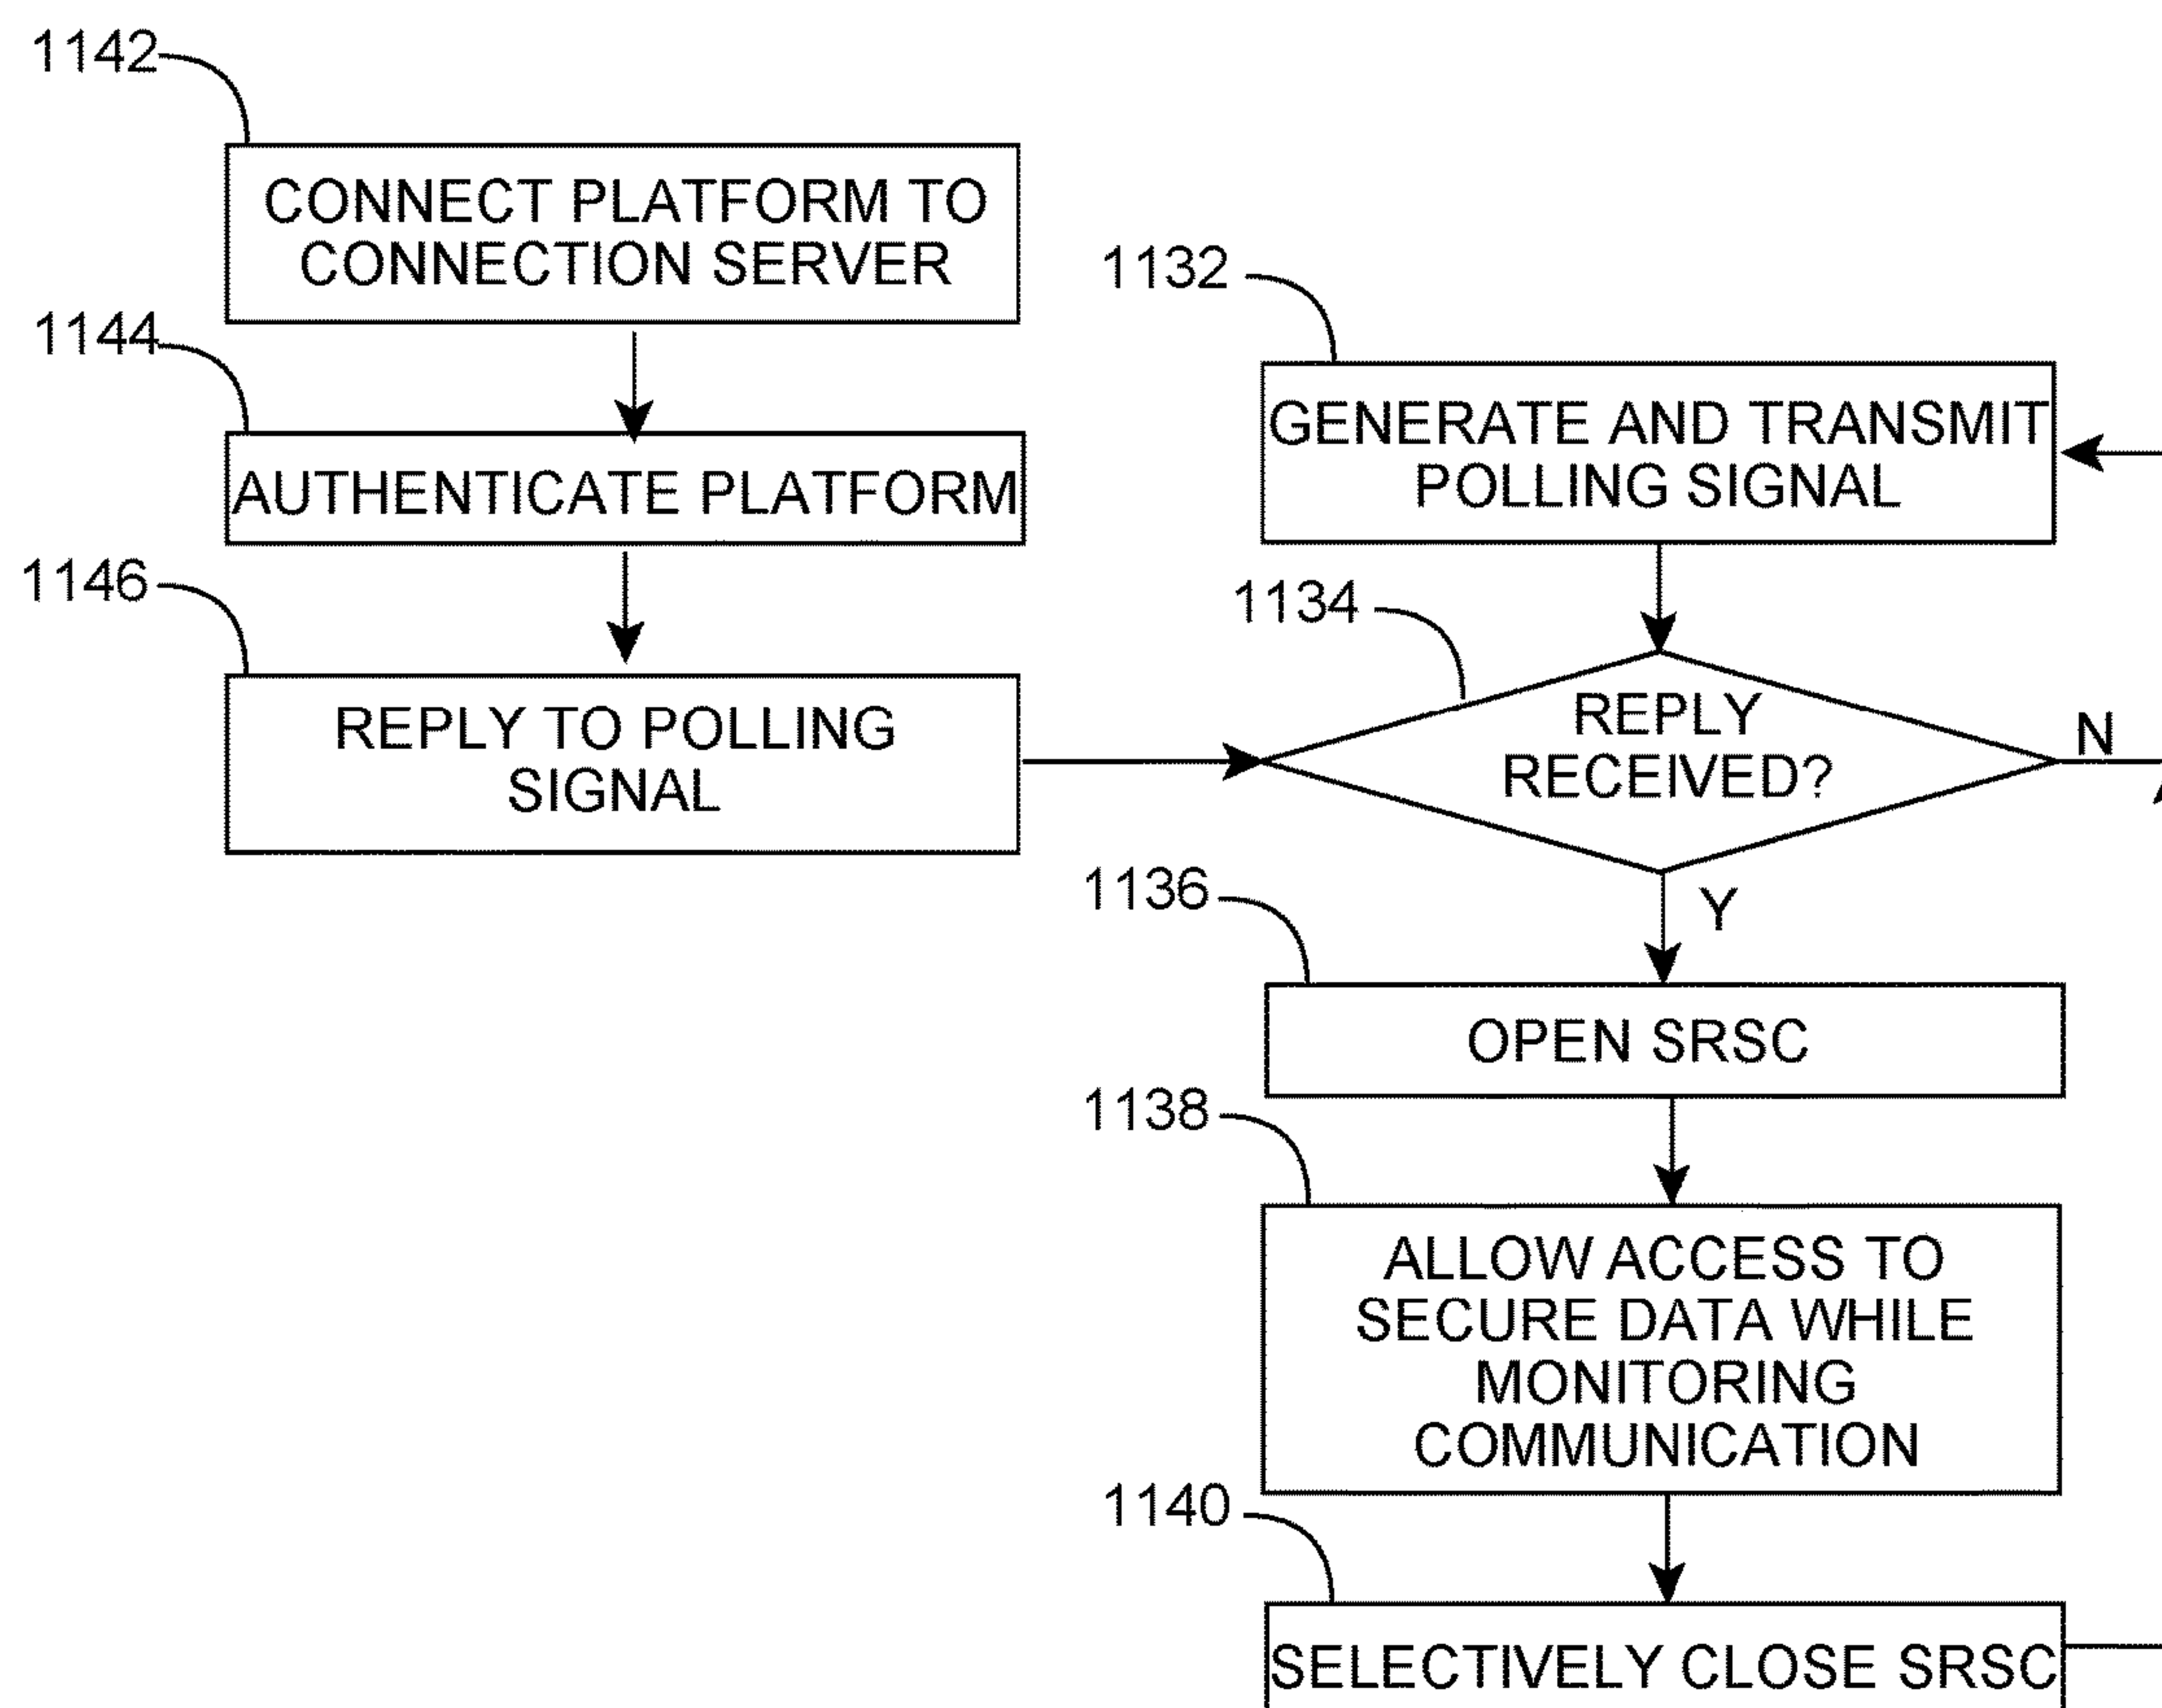 1142
CONNECT PLATFORM TO
CONNECTION SERVER
1144
AUTHENTICATE PLATFORM
1146
REPLY TO POLLING
SIGNAL
1132
GENERATE AND TRANSMIT
POLLING SIGNAL
1134
REPLY
RECEIVED?
N
Y
1136
OPEN SRSC
1138
ALLOW ACCESS TO
SECURE DATA WHILE
MONITORING
COMMUNICATION
1140
SELECTIVELY CLOSE SRSC